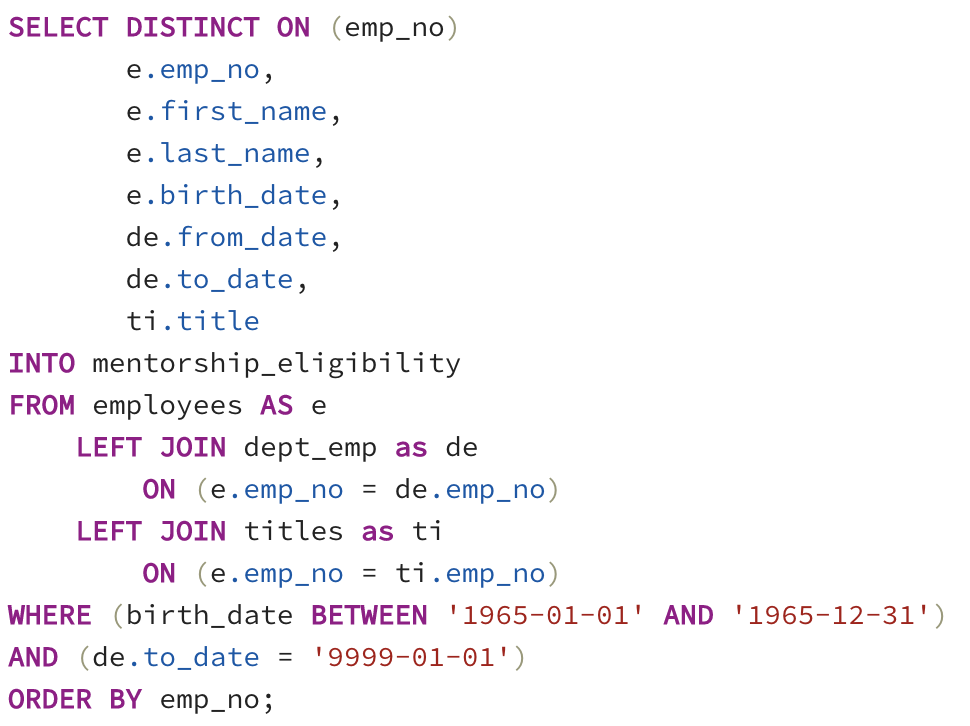 SELECT DISTINCT ON (emp_no)
       e.emp_no,
       e.first_name,
       e.last_name,
       e.birth_date,
       de.from_date,
       de.to_date,
       ti.title
INTO mentorship_eligibility
FROM employees AS e
    LEFT JOIN dept_emp as de
        ON (e.emp_no = de.emp_no)
    LEFT JOIN titles as ti
        ON (e.emp_no = ti.emp_no)
WHERE (birth_date BETWEEN '1965-01-01' AND '1965-12-31')
AND (de.to_date = '9999-01-01')
ORDER BY emp_no;